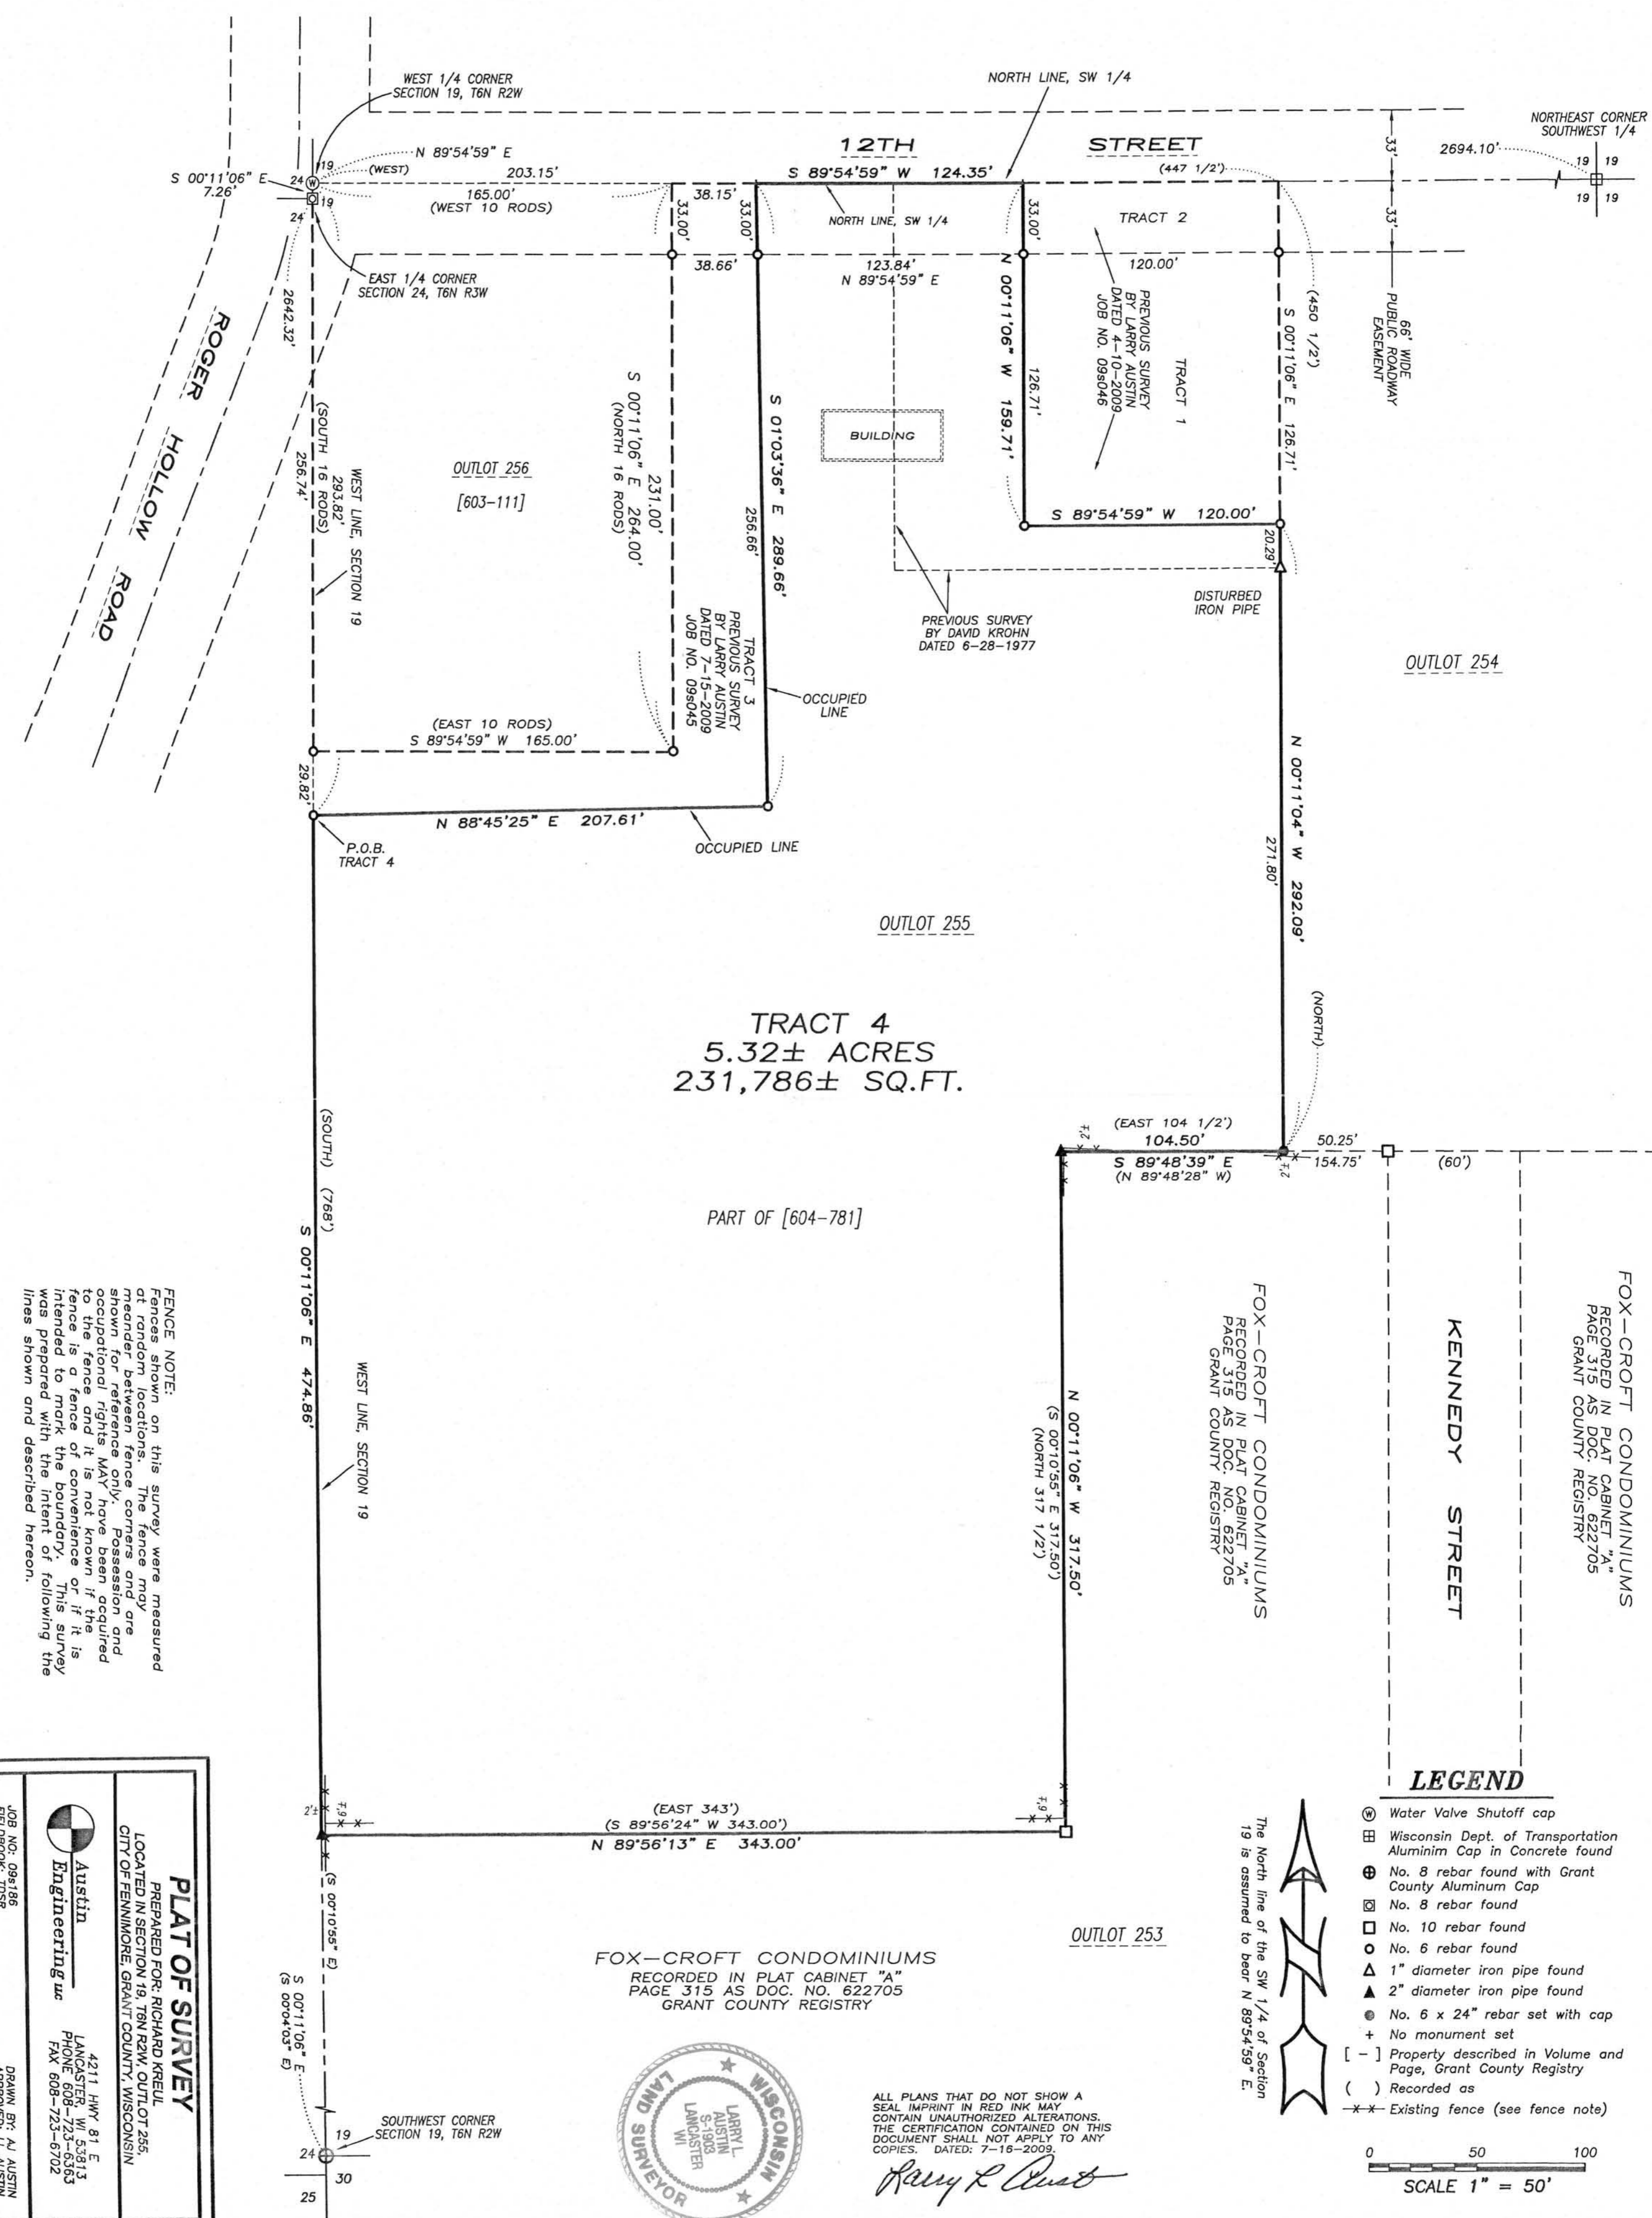 WEST 1/4 CORNER
SECTION 19, T6N R2W
NORTH LINE, SW 1/4
NORTHEAST CORNER
SOUTHWEST 1/4
2694.10'
19 19
19 19
12TH STREET
33'
33'
N 89°54'59" E
(WEST) 203.15'
S 00°11'06" E
7.26'
19
24
W
19
24
165.00'
(WEST 10 RODS)
38.15'
S 89°54'59" W 124.35'
(447 1/2')
NORTH LINE, SW 1/4
TRACT 2
33.00'
33.00'
33.00'
38.66'
123.84'
N 89°54'59" E
120.00'
EAST 1/4 CORNER
SECTION 24, T6N R3W
2642.32'
66' WIDE
PUBLIC ROADWAY
EASEMENT
(450 1/2')
S 00°11'06" E 126.71'
PREVIOUS SURVEY
BY LARRY AUSTIN
DATED 4-10-2009
JOB NO. 09s046
TRACT 1
N 00°11'06" W 159.71'
126.71'
ROGER HOLLOW ROAD
OUTLOT 256
[603-111]
WEST LINE, SECTION 19
293.82'
(SOUTH 16 RODS)
256.74'
231.00'
S 00°11'06" E 264.00'
(NORTH 16 RODS)
S 01°03'36" E 289.66'
256.66'
BUILDING
S 89°54'59" W 120.00'
20.29'
DISTURBED
IRON PIPE
PREVIOUS SURVEY
BY DAVID KROHN
DATED 6-28-1977
OUTLOT 254
TRACT 3
PREVIOUS SURVEY
BY LARRY AUSTIN
DATED 7-15-2009
JOB NO. 09s045
OCCUPIED
LINE
(EAST 10 RODS)
S 89°54'59" W 165.00'
29.82'
N 88°45'25" E 207.61'
P.O.B.
TRACT 4
OCCUPIED LINE
N 00°11'04" W 292.09'
271.80'
OUTLOT 255
(NORTH)
TRACT 4
5.32± ACRES
231,786± SQ.FT.
(EAST 104 1/2')
104.50'
S 89°48'39" E
(N 89°48'28" W)
2'±
2'±
50.25'
154.75'
(60')
PART OF [604-781]
(SOUTH) (768')
S 00°11'06" E 474.86'
WEST LINE, SECTION 19
N 00°11'06" W 317.50'
(S 00°10'55" E 317.50')
(NORTH 317 1/2')
FOX-CROFT CONDOMINIUMS
RECORDED IN PLAT CABINET "A"
PAGE 315 AS DOC. NO. 622705
GRANT COUNTY REGISTRY
KENNEDY STREET
FOX-CROFT CONDOMINIUMS
RECORDED IN PLAT CABINET "A"
PAGE 315 AS DOC. NO. 622705
GRANT COUNTY REGISTRY
FENCE NOTE:
Fences shown on this survey were measured
at random locations. The fence may
meander between fence corners and are
shown for reference only. Possession and
occupational rights MAY have been acquired
to the fence and it is not known if the
fence is a fence of convenience or if it is
intended to mark the boundary. This survey
was prepared with the intent of following the
lines shown and described hereon.
2'±
(EAST 343')
(S 89°56'24" W 343.00')
N 89°56'13" E 343.00'
(S 00°10'55" E)
S 00°11'06" E
(S 00°04'03" E)
OUTLOT 253
FOX-CROFT CONDOMINIUMS
RECORDED IN PLAT CABINET "A"
PAGE 315 AS DOC. NO. 622705
GRANT COUNTY REGISTRY
SOUTHWEST CORNER
SECTION 19, T6N R2W
19
24
30
25
WISCONSIN
LARRY L.
AUSTIN
S-1903
LANCASTER
WI
LAND SURVEYOR
ALL PLANS THAT DO NOT SHOW A
SEAL IMPRINT IN RED INK MAY
CONTAIN UNAUTHORIZED ALTERATIONS.
THE CERTIFICATION CONTAINED ON THIS
DOCUMENT SHALL NOT APPLY TO ANY
COPIES. DATED: 7-16-2009.
Larry L Austin
The North line of the SW 1/4 of Section
19 is assumed to bear N 89°54'59" E.
N
LEGEND
W Water Valve Shutoff cap
Wisconsin Dept. of Transportation
Aluminim Cap in Concrete found
No. 8 rebar found with Grant
County Aluminum Cap
No. 8 rebar found
No. 10 rebar found
No. 6 rebar found
1" diameter iron pipe found
2" diameter iron pipe found
No. 6 x 24" rebar set with cap
+ No monument set
[ - ] Property described in Volume and
Page, Grant County Registry
( ) Recorded as
x x Existing fence (see fence note)
0 50 100
SCALE 1" = 50'
PLAT OF SURVEY
PREPARED FOR: RICHARD KREUL
LOCATED IN SECTION 19, T6N R2W, OUTLOT 255,
CITY OF FENNIMORE, GRANT COUNTY, WISCONSIN
Austin
Engineering LLC
4211 HWY 81 E
LANCASTER, WI 53813
PHONE 608-723-6363
FAX 608-723-6702
JOB NO: 09s186
FIELDBOOK: TDSR
DRAWN BY: AJ AUSTIN